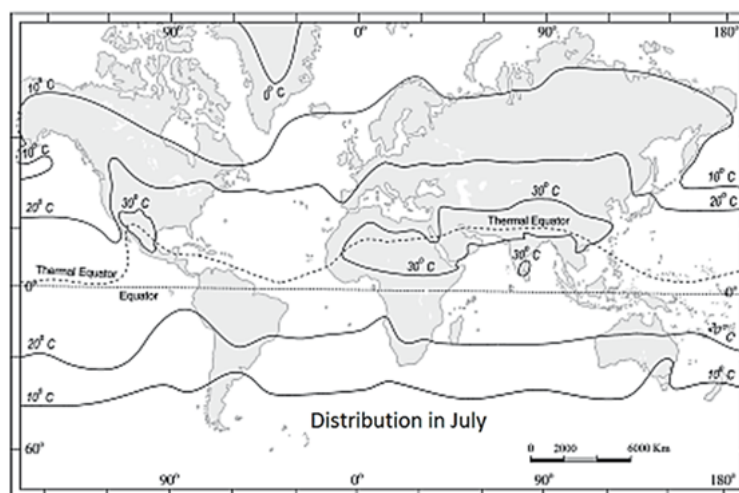 90° 0° 90° 180°
0° C
10° C
10° C
10° C
20° C
20° C
30° C
30° C
Thermal Equator
30° C
30° C
Thermal Equator
0° Equator 0°
20° C
10° C
10° C
Distribution in July
0 2000 6000 Km
60°
90° 0° 90° 180°